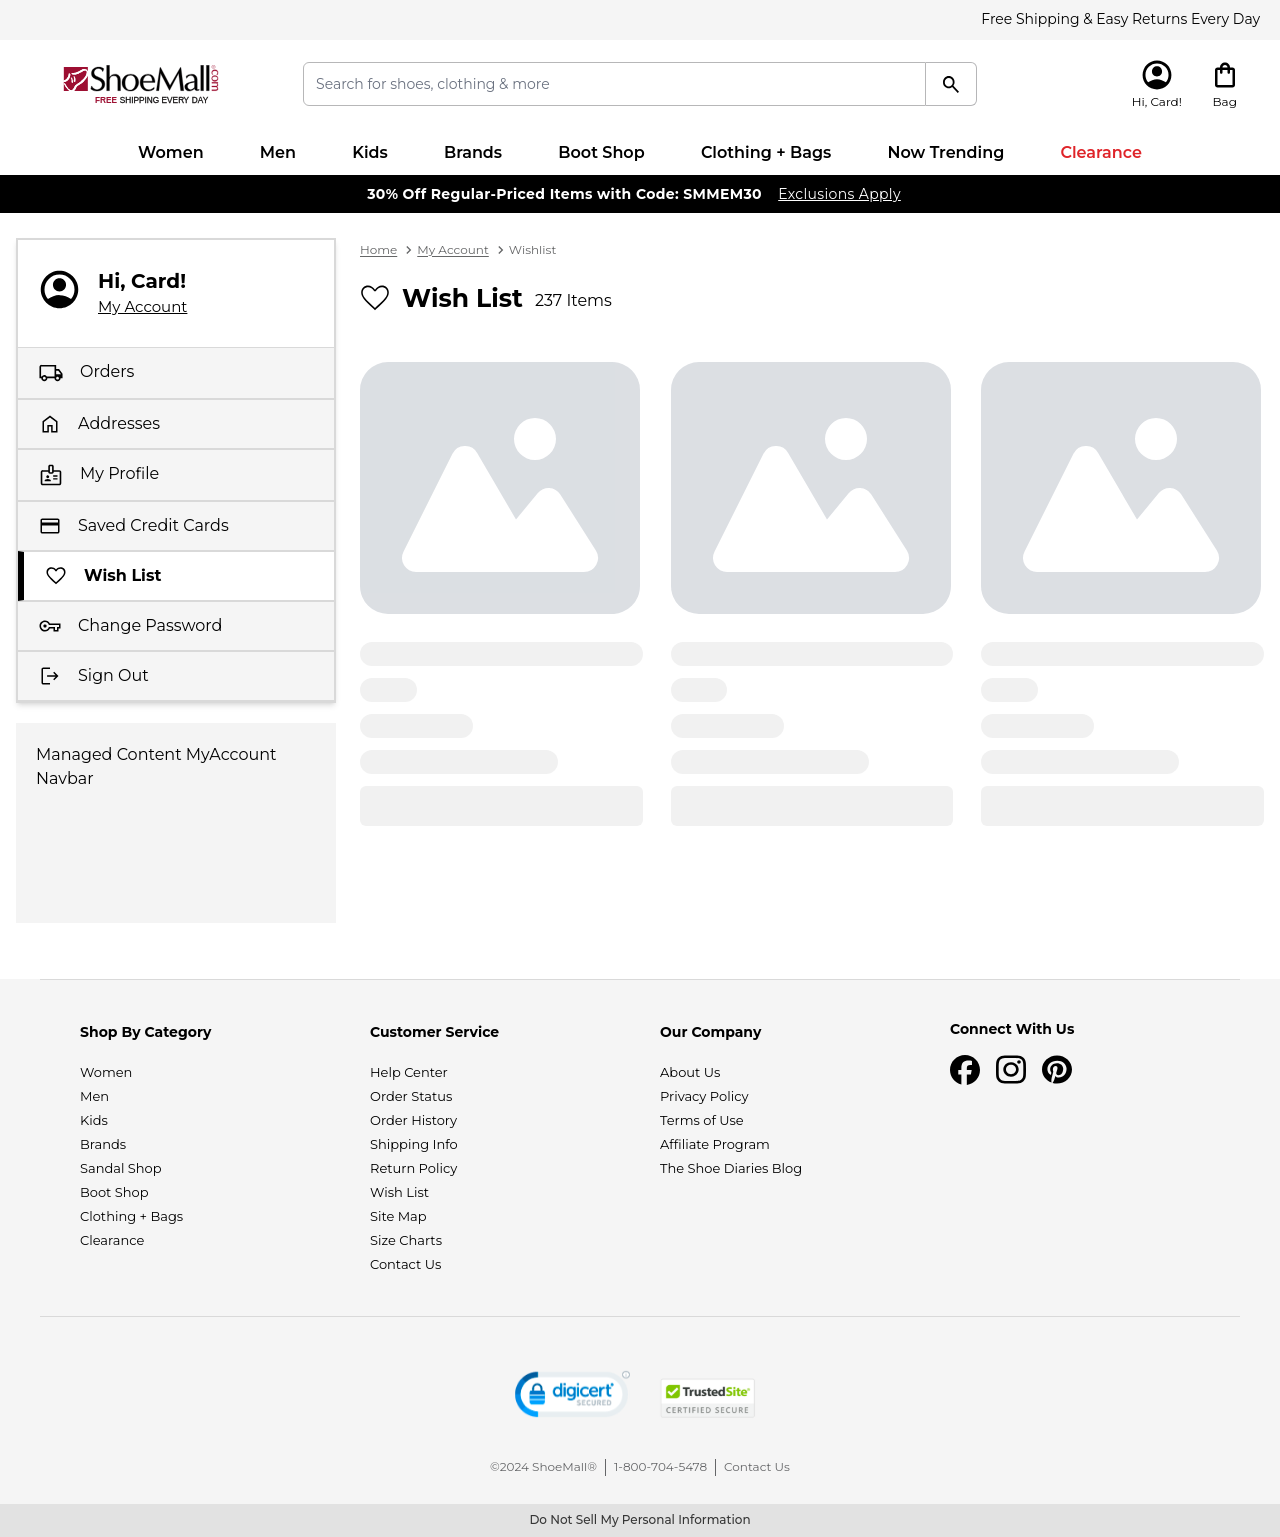 Free Shipping & Easy Returns Every Day
ShoeMall.com
FREE SHIPPING EVERY DAY
Search for shoes, clothing & more
Hi, Card!
Bag
Women Men Kids Brands Boot Shop Clothing + Bags Now Trending Clearance
30% Off Regular-Priced Items with Code: SMMEM30 Exclusions Apply
Hi, Card!
My Account
Orders
Addresses
My Profile
Saved Credit Cards
Wish List
Change Password
Sign Out
Managed Content MyAccount
Navbar
Home My Account Wishlist
Wish List 237 Items
Shop By Category
Women
Men
Kids
Brands
Sandal Shop
Boot Shop
Clothing + Bags
Clearance
Customer Service
Help Center
Order Status
Order History
Shipping Info
Return Policy
Wish List
Site Map
Size Charts
Contact Us
Our Company
About Us
Privacy Policy
Terms of Use
Affiliate Program
The Shoe Diaries Blog
Connect With Us
digicert
SECURED
TrustedSite
CERTIFIED SECURE
©2024 ShoeMall® 1-800-704-5478 Contact Us
Do Not Sell My Personal Information